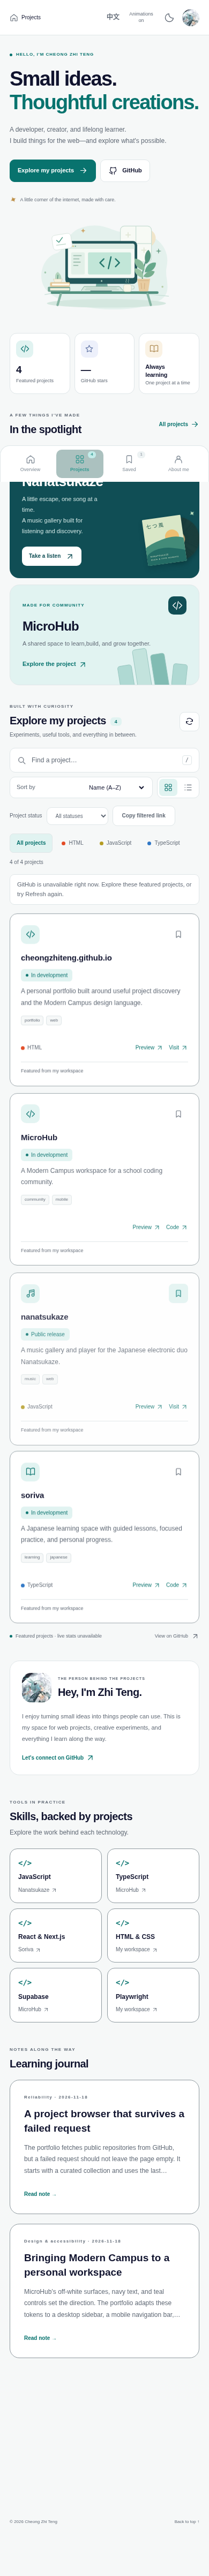 Projects
中文
Animations
on
HELLO, I'M CHEONG ZHI TENG
Small ideas.
Thoughtful creations.
A developer, creator, and lifelong learner.
I build things for the web—and explore what's possible.
Explore my projects
GitHub
A little corner of the internet, made with care
4
Featured projects
—
GitHub stars
Always
learning
One project at a time
A FEW THINGS I'VE MADE
In the spotlight
All projects
Overview
Projects
4
Saved
1
About me
Nanatsukaze
A little escape, one song at a
time.
A music gallery built for
listening and discovery.
Take a listen
七つ風
MADE FOR COMMUNITY
MicroHub
A shared space to learn,build, and grow together.
Explore the project
BUILT WITH CURIOSITY
Explore my projects
4
Experiments, useful tools, and everything in between.
Find a project…
/
Sort by
Name (A–Z)
Project status
All statuses
Copy filtered link
All projects
HTML
JavaScript
TypeScript
4 of 4 projects
GitHub is unavailable right now. Explore these featured projects, or
try Refresh again.
cheongzhiteng.github.io
In development
A personal portfolio built around useful project discovery
and the Modern Campus design language.
portfolio
web
HTML
Preview
Visit
Featured from my workspace
MicroHub
In development
A Modern Campus workspace for a school coding
community.
community
mobile
Preview
Code
Featured from my workspace
nanatsukaze
Public release
A music gallery and player for the Japanese electronic duo
Nanatsukaze.
music
web
JavaScript
Preview
Visit
Featured from my workspace
soriva
In development
A Japanese learning space with guided lessons, focused
practice, and personal progress.
learning
japanese
TypeScript
Preview
Code
Featured from my workspace
Featured projects · live stats unavailable
View on GitHub
THE PERSON BEHIND THE PROJECTS
Hey, I'm Zhi Teng.
I enjoy turning small ideas into things people can use. This is
my space for web projects, creative experiments, and
everything I learn along the way.
Let's connect on GitHub
TOOLS IN PRACTICE
Skills, backed by projects
Explore the work behind each technology.
</>
JavaScript
Nanatsukaze
</>
TypeScript
MicroHub
</>
React & Next.js
Soriva
</>
HTML & CSS
My workspace
</>
Supabase
MicroHub
</>
Playwright
My workspace
NOTES ALONG THE WAY
Learning journal
Reliability · 2026-11-18
A project browser that survives a
failed request
The portfolio fetches repositories from GitHub,
but a failed request should not leave the page empty. It
starts with a curated collection and uses the last…
Read note →
Design & accessibility · 2026-11-18
Bringing Modern Campus to a
personal workspace
MicroHub's off-white surfaces, navy text, and teal
controls set the direction. The portfolio adapts these
tokens to a desktop sidebar, a mobile navigation bar,…
Read note →
© 2026 Cheong Zhi Teng
Back to top ↑